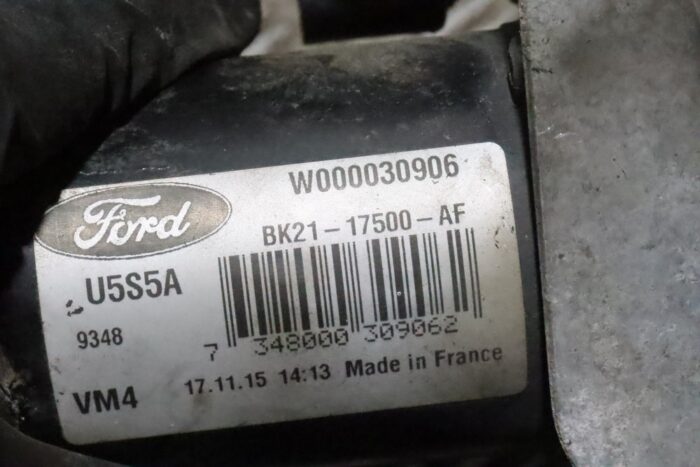 W000030906
Ford
BK21-17500-AF
U5S5A
9348
7 348000 309062
17.11.15 14:13 Made in France
VM4